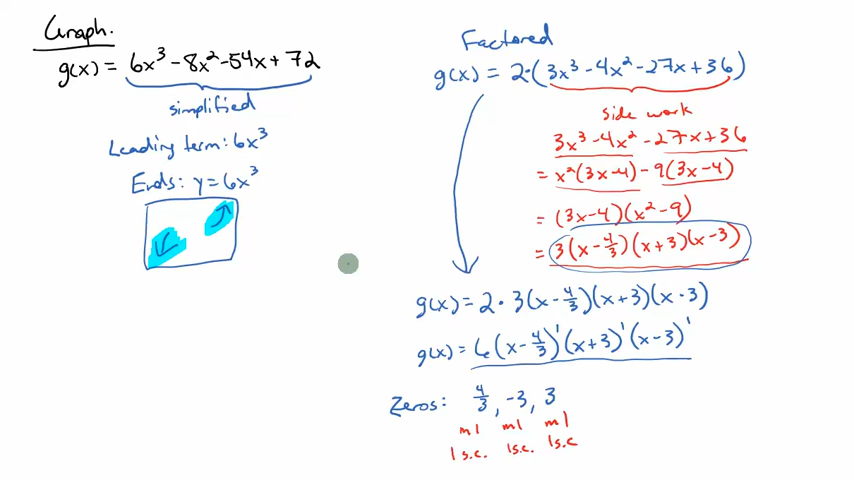 Graph.
g(x) = 6x³ - 8x² - 54x + 72
simplified
Leading term: 6x³
Ends: y = 6x³
Factored
g(x) = 2·(3x³ - 4x² - 27x + 36)
side work
3x³ - 4x² - 27x + 36
= x²(3x - 4) - 9(3x - 4)
= (3x - 4)(x² - 9)
= 3(x - 4/3)(x + 3)(x - 3)
g(x) = 2·3(x - 4/3)(x + 3)(x - 3)
g(x) = 6(x - 4/3)¹(x + 3)¹(x - 3)¹
Zeros: 4/3, -3, 3
m1 m1 m1
1 s.c. 1 s.c. 1 s.c